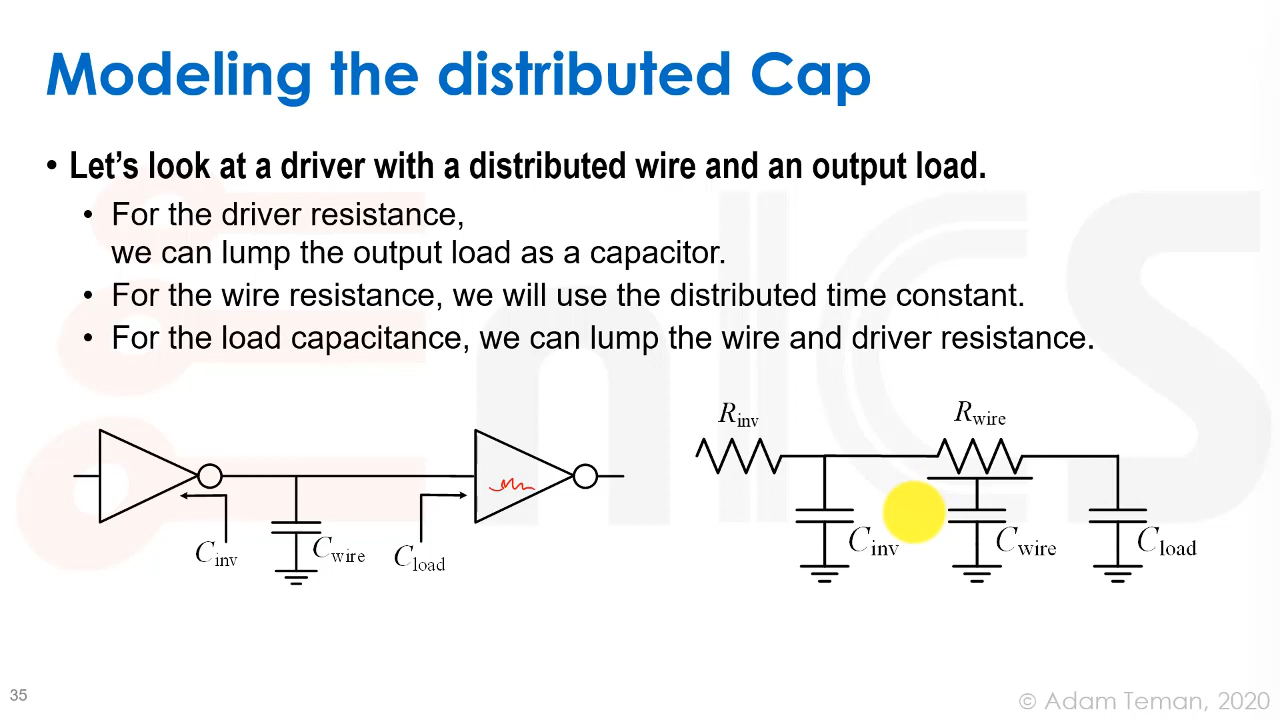 Modeling the distributed Cap
• Let's look at a driver with a distributed wire and an output load.
• For the driver resistance,
we can lump the output load as a capacitor.
• For the wire resistance, we will use the distributed time constant.
• For the load capacitance, we can lump the wire and driver resistance.
Rinv
Rwire
Cinv
Cwire
Cload
Cinv
Cwire
Cload
35
© Adam Teman, 2020